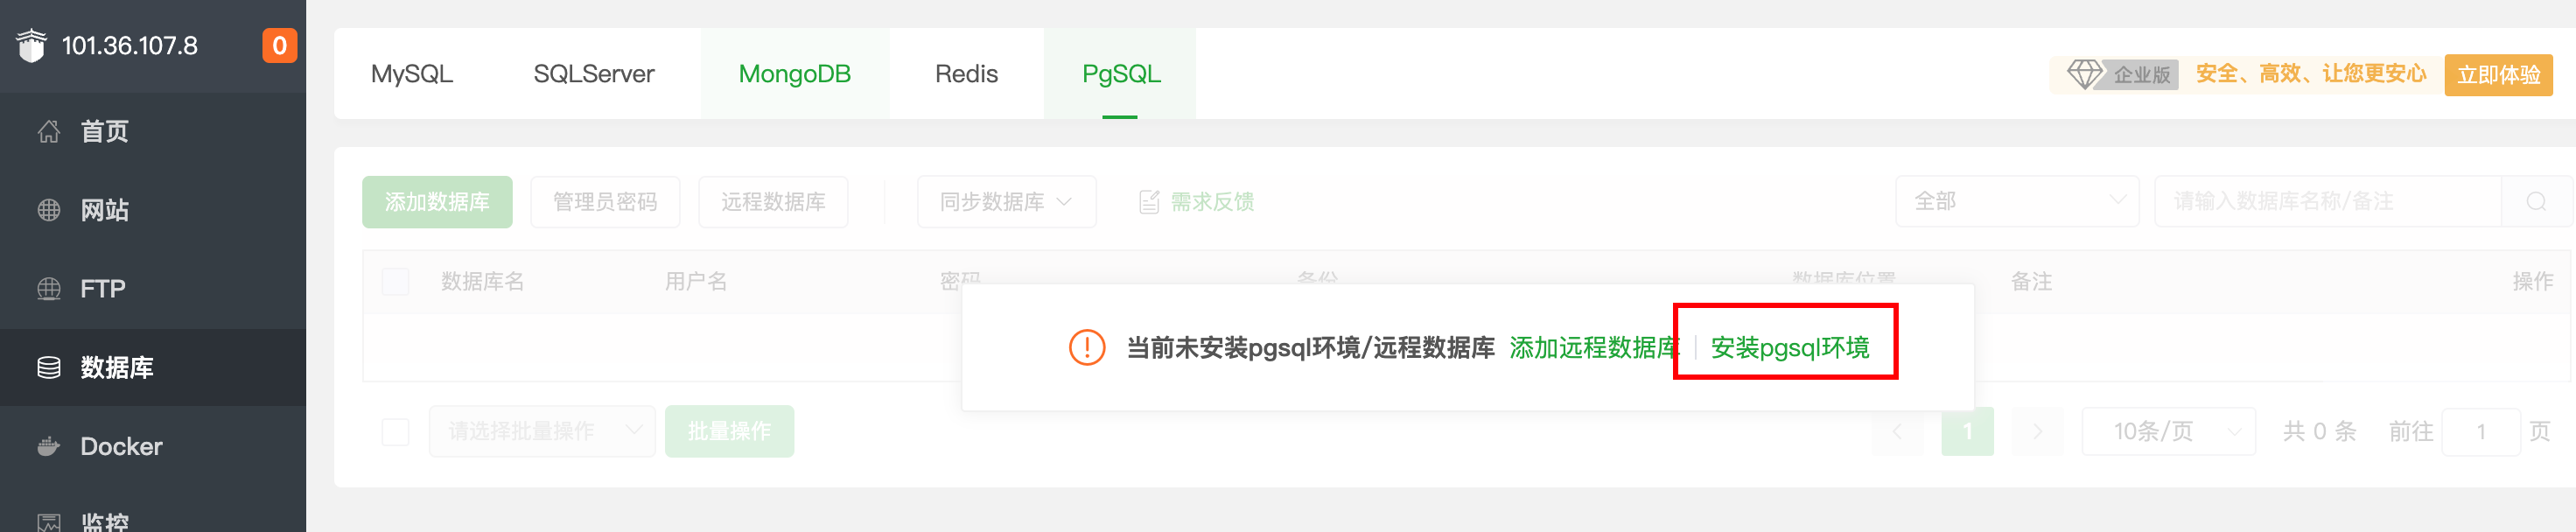 101.36.107.8 0
首页
网站
FTP
数据库
Docker
监控
MySQL SQLServer MongoDB Redis PgSQL
企业版 安全、高效、让您更安心 立即体验
添加数据库 管理员密码 远程数据库 同步数据库 需求反馈 全部 请输入数据库名称/备注
数据库名 用户名 密码 备份 数据库位置 备注 操作
当前未安装pgsql环境/远程数据库 添加远程数据库 安装pgsql环境
请选择批量操作 批量操作 1 10条/页 共 0 条 前往 1 页